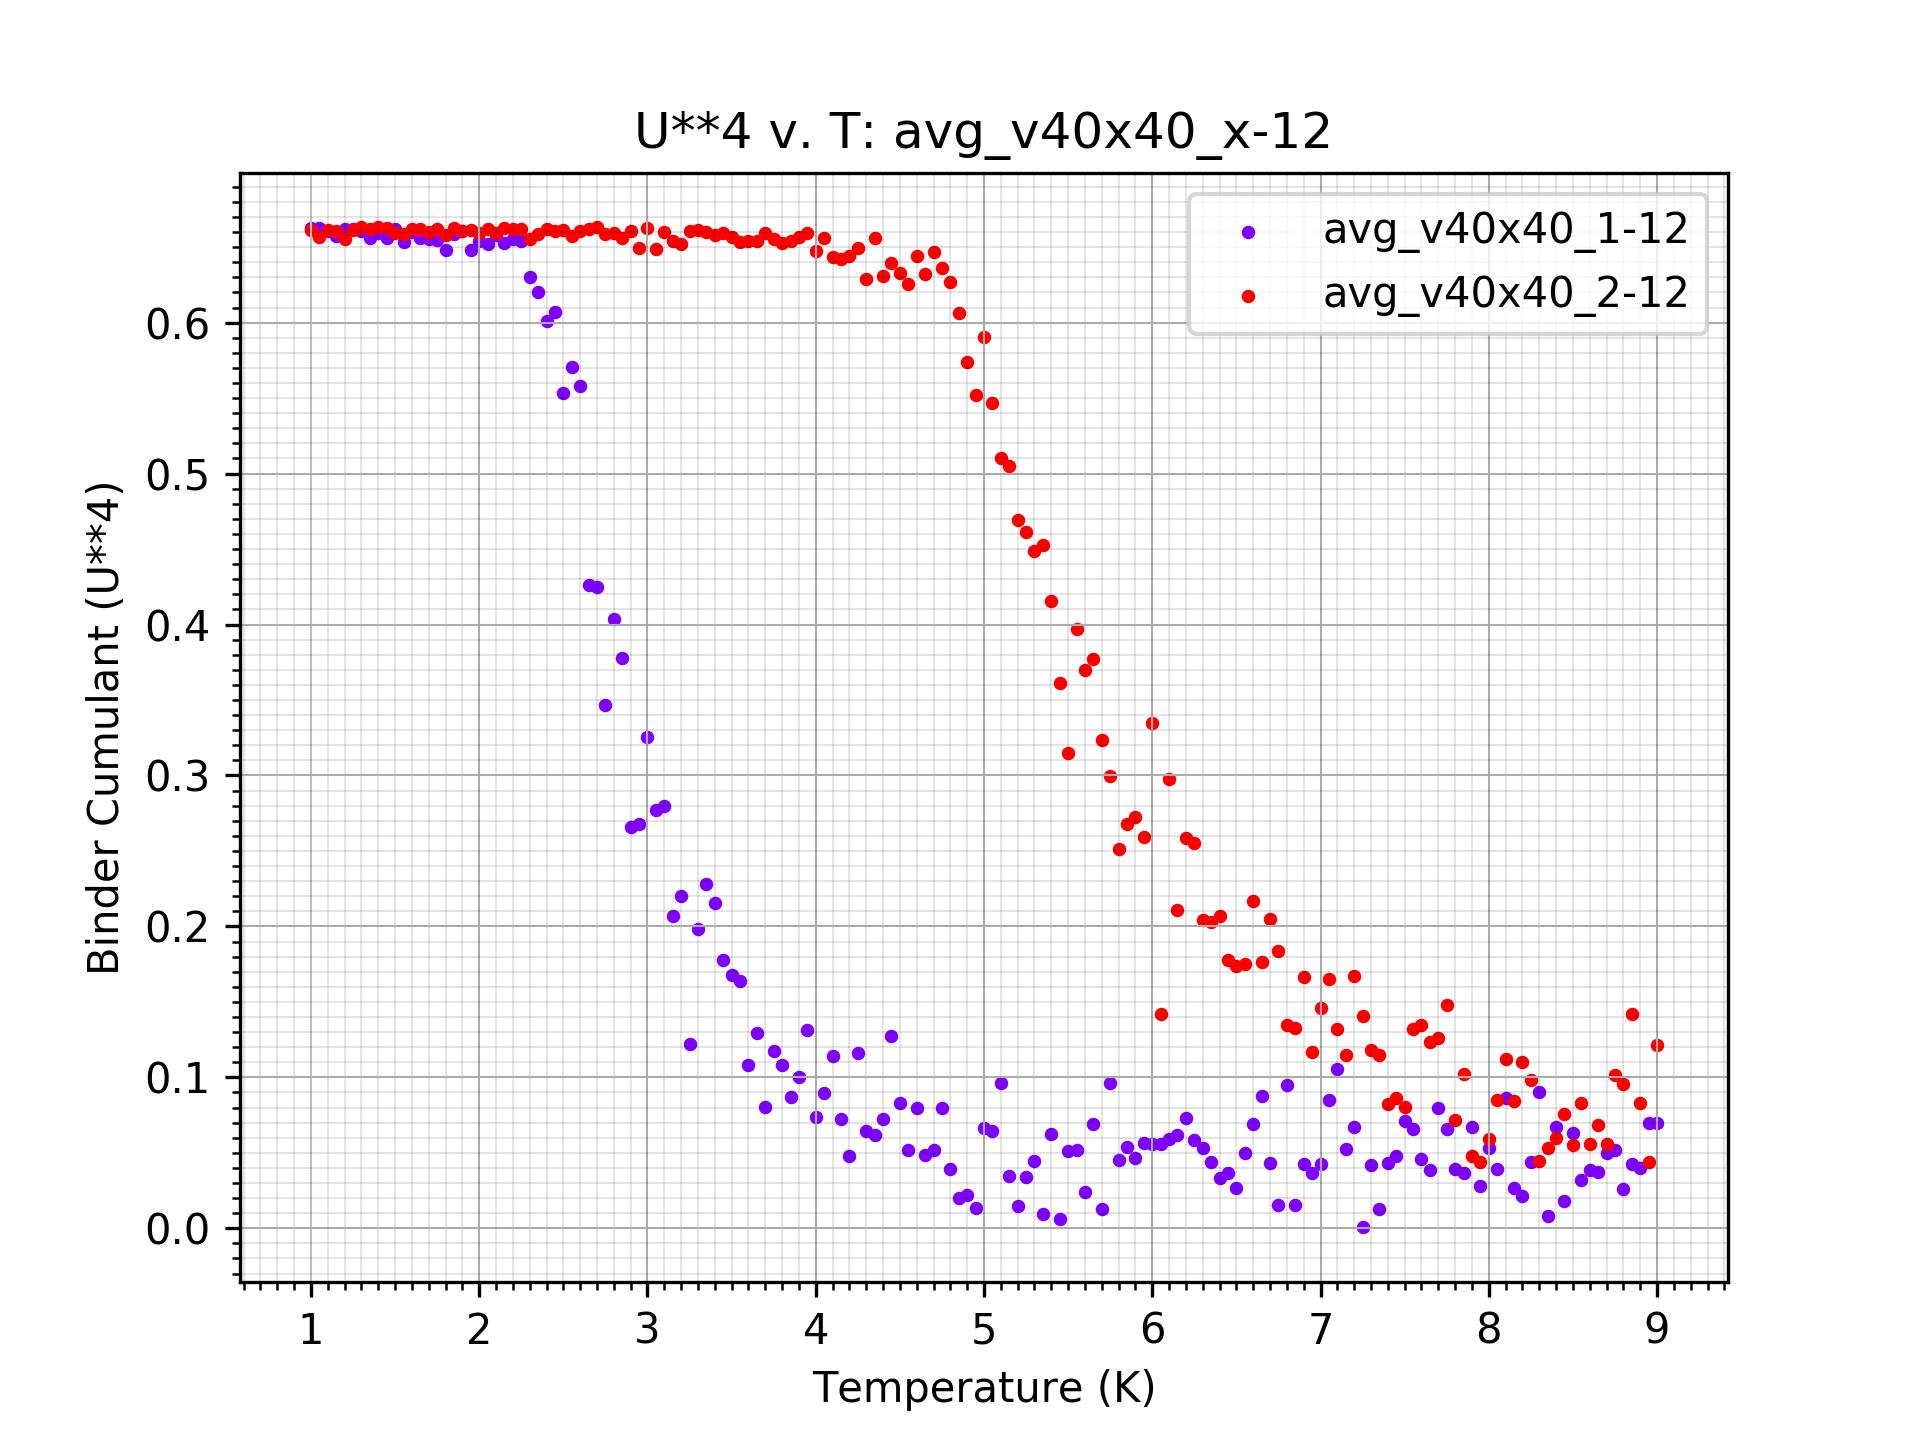 U**4 v. T: avg_v40x40_x-12
avg_v40x40_1-12
avg_v40x40_2-12
Binder Cumulant (U**4)
0.6
0.5
0.4
0.3
0.2
0.1
0.0
1 2 3 4 5 6 7 8 9
Temperature (K)